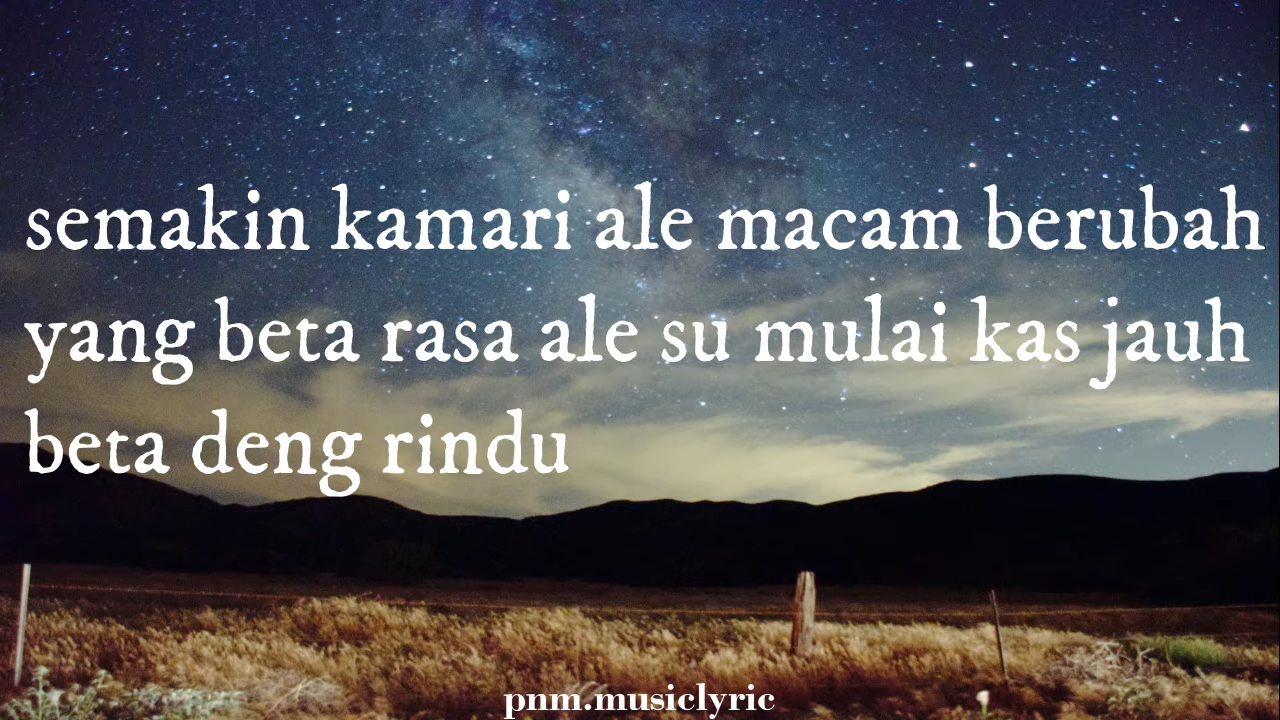 semakin kamari ale macam berubah
yang beta rasa ale su mulai kas jauh
beta deng rindu
pnm.musiclyric